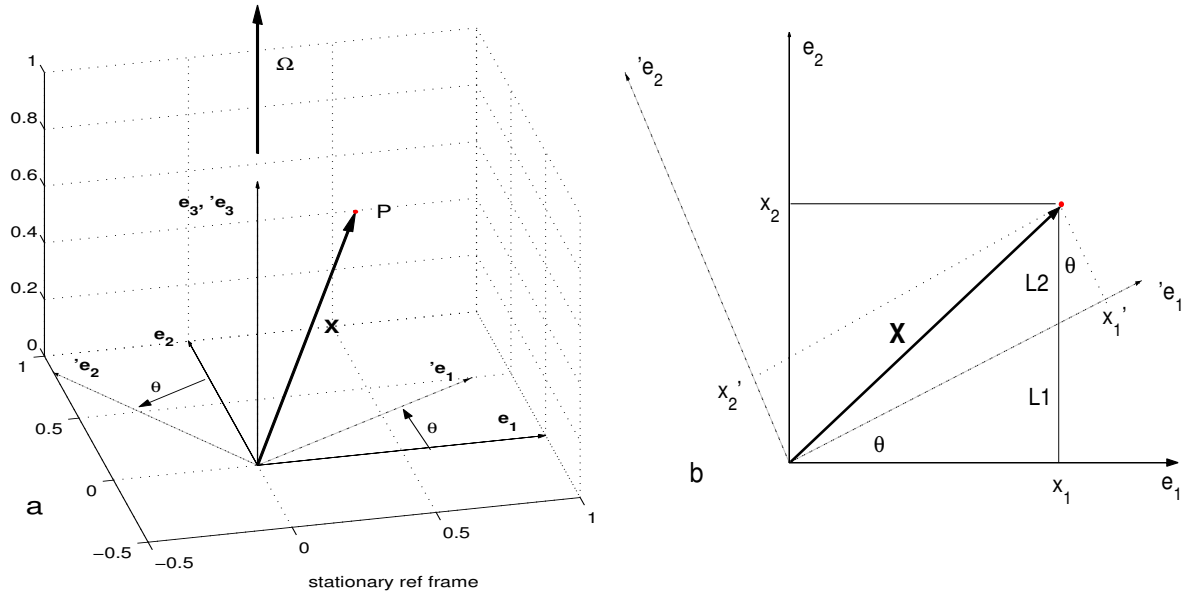 Ω
1
0.8
0.6
0.4
0.2
0
e3, 'e3
P
x
e2
'e2
θ
'e1
θ
e1
1
0.5
0
−0.5
−0.5
0
0.5
1
stationary ref frame
a
e2
'e2
x2
L2
θ
'e1
x1'
X
x2'
L1
θ
b
x1
e1